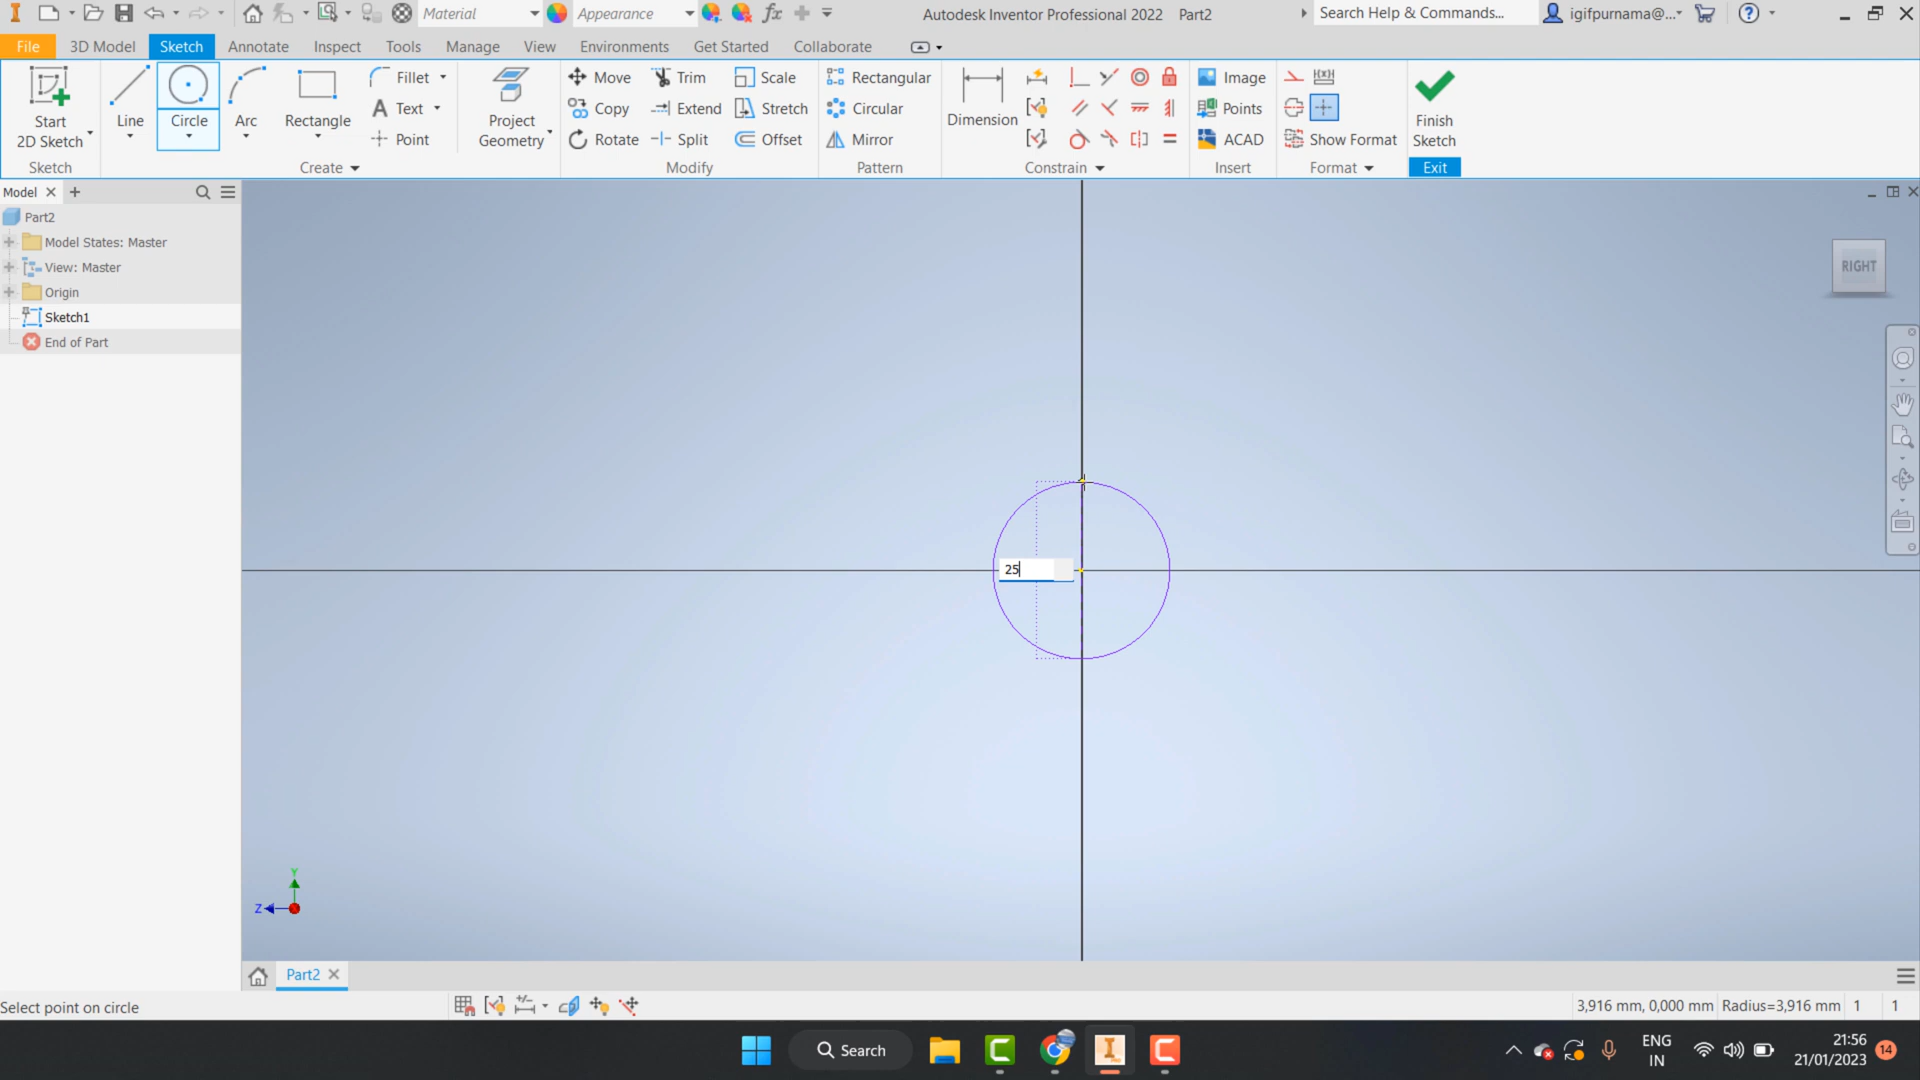 Material
Appearance
Autodesk Inventor Professional 2022 Part2
Search Help & Commands...
igifpurnama@...
File 3D Model Sketch Annotate Inspect Tools Manage View Environments Get Started Collaborate
Start
2D Sketch
Line
Circle
Arc
Rectangle
Fillet
Text
Point
Project
Geometry
Move
Copy
Rotate
Trim
Extend
Split
Scale
Stretch
Offset
Rectangular
Circular
Mirror
Dimension
Image
Points
ACAD
Show Format
Finish
Sketch
Sketch Create Modify Pattern Constrain Insert Format Exit
Model
Part2
Model States: Master
View: Master
Origin
Sketch1
End of Part
RIGHT
25
Y
Z
Part2
Select point on circle
3,916 mm, 0,000 mm Radius=3,916 mm 1 1
Search
ENG
IN
21:56
21/01/2023
14